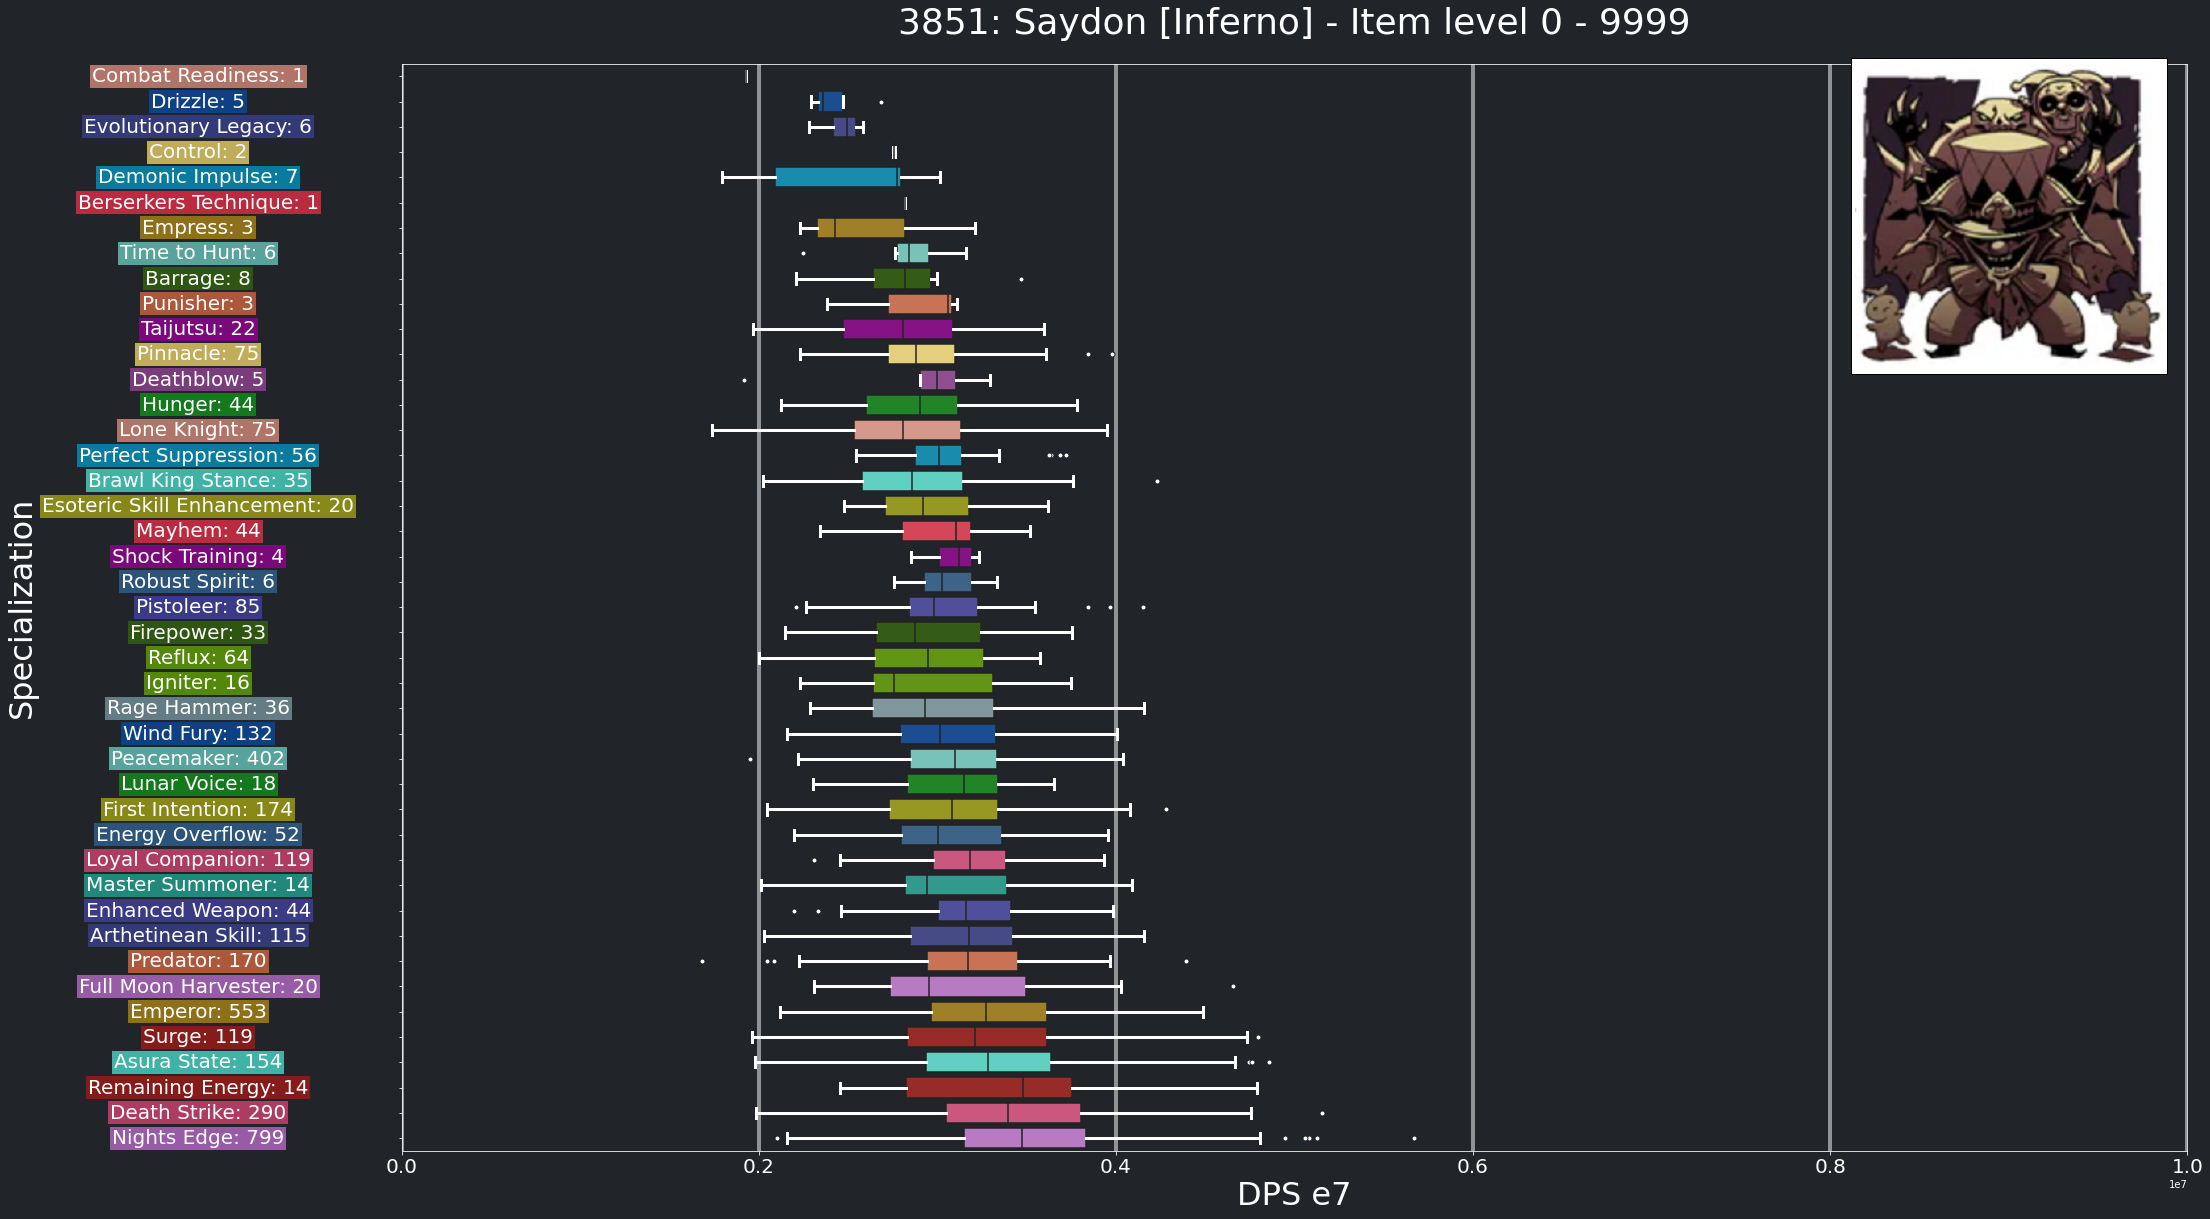 3851: Saydon [Inferno] - Item level 0 - 9999
Specialization
Combat Readiness: 1
Drizzle: 5
Evolutionary Legacy: 6
Control: 2
Demonic Impulse: 7
Berserkers Technique: 1
Empress: 3
Time to Hunt: 6
Barrage: 8
Punisher: 3
Taijutsu: 22
Pinnacle: 75
Deathblow: 5
Hunger: 44
Lone Knight: 75
Perfect Suppression: 56
Brawl King Stance: 35
Esoteric Skill Enhancement: 20
Mayhem: 44
Shock Training: 4
Robust Spirit: 6
Pistoleer: 85
Firepower: 33
Reflux: 64
Igniter: 16
Rage Hammer: 36
Wind Fury: 132
Peacemaker: 402
Lunar Voice: 18
First Intention: 174
Energy Overflow: 52
Loyal Companion: 119
Master Summoner: 14
Enhanced Weapon: 44
Arthetinean Skill: 115
Predator: 170
Full Moon Harvester: 20
Emperor: 553
Surge: 119
Asura State: 154
Remaining Energy: 14
Death Strike: 290
Nights Edge: 799
0.0 0.2 0.4 0.6 0.8 1.0
1e7
DPS e7